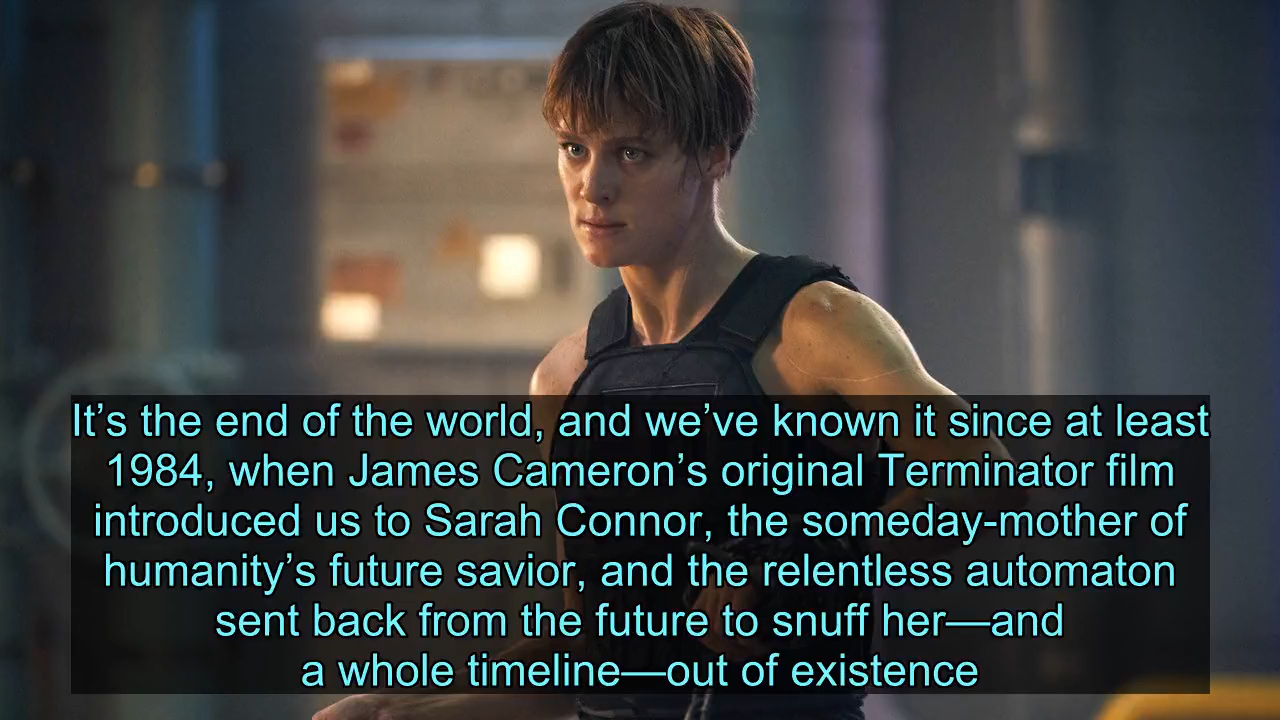 It’s the end of the world, and we’ve known it since at least
1984, when James Cameron’s original Terminator film
introduced us to Sarah Connor, the someday-mother of
humanity’s future savior, and the relentless automaton
sent back from the future to snuff her—and
a whole timeline—out of existence